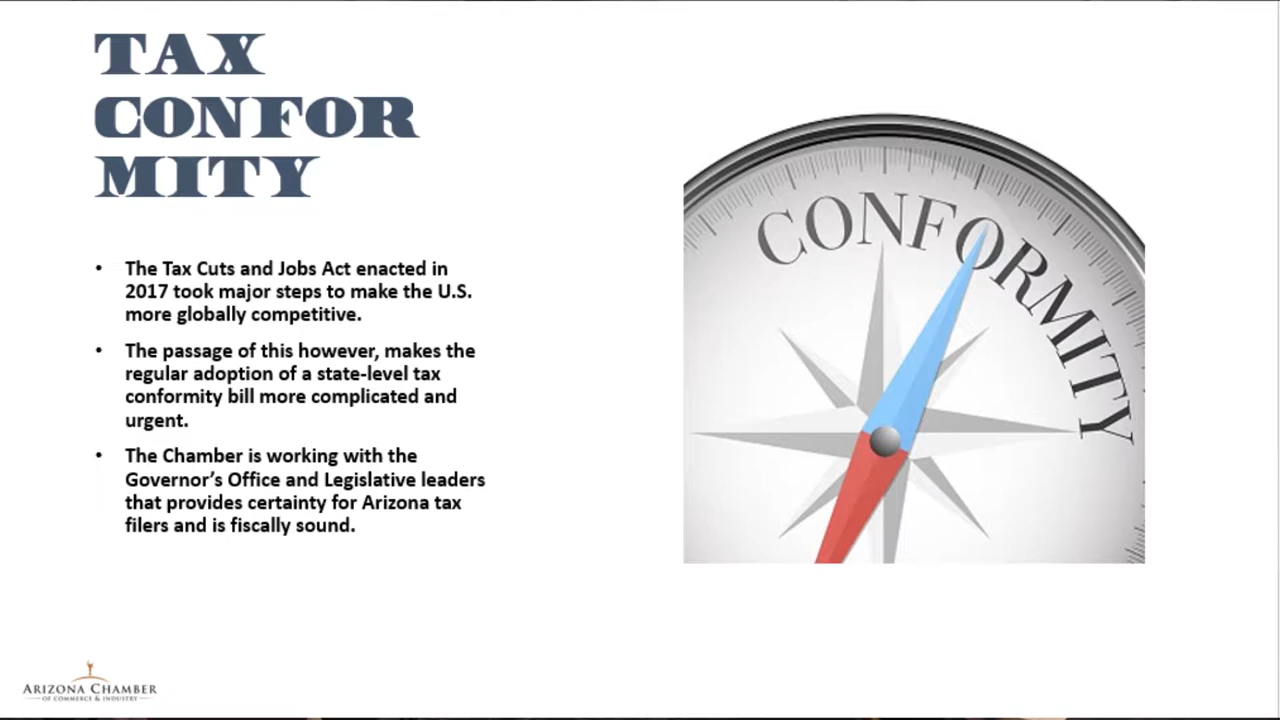 TAX
CONFOR
MITY
• The Tax Cuts and Jobs Act enacted in
2017 took major steps to make the U.S.
more globally competitive.
• The passage of this however, makes the
regular adoption of a state-level tax
conformity bill more complicated and
urgent.
• The Chamber is working with the
Governor's Office and Legislative leaders
that provides certainty for Arizona tax
filers and is fiscally sound.
CONFORMITY
ARIZONA CHAMBER
OF COMMERCE & INDUSTRY